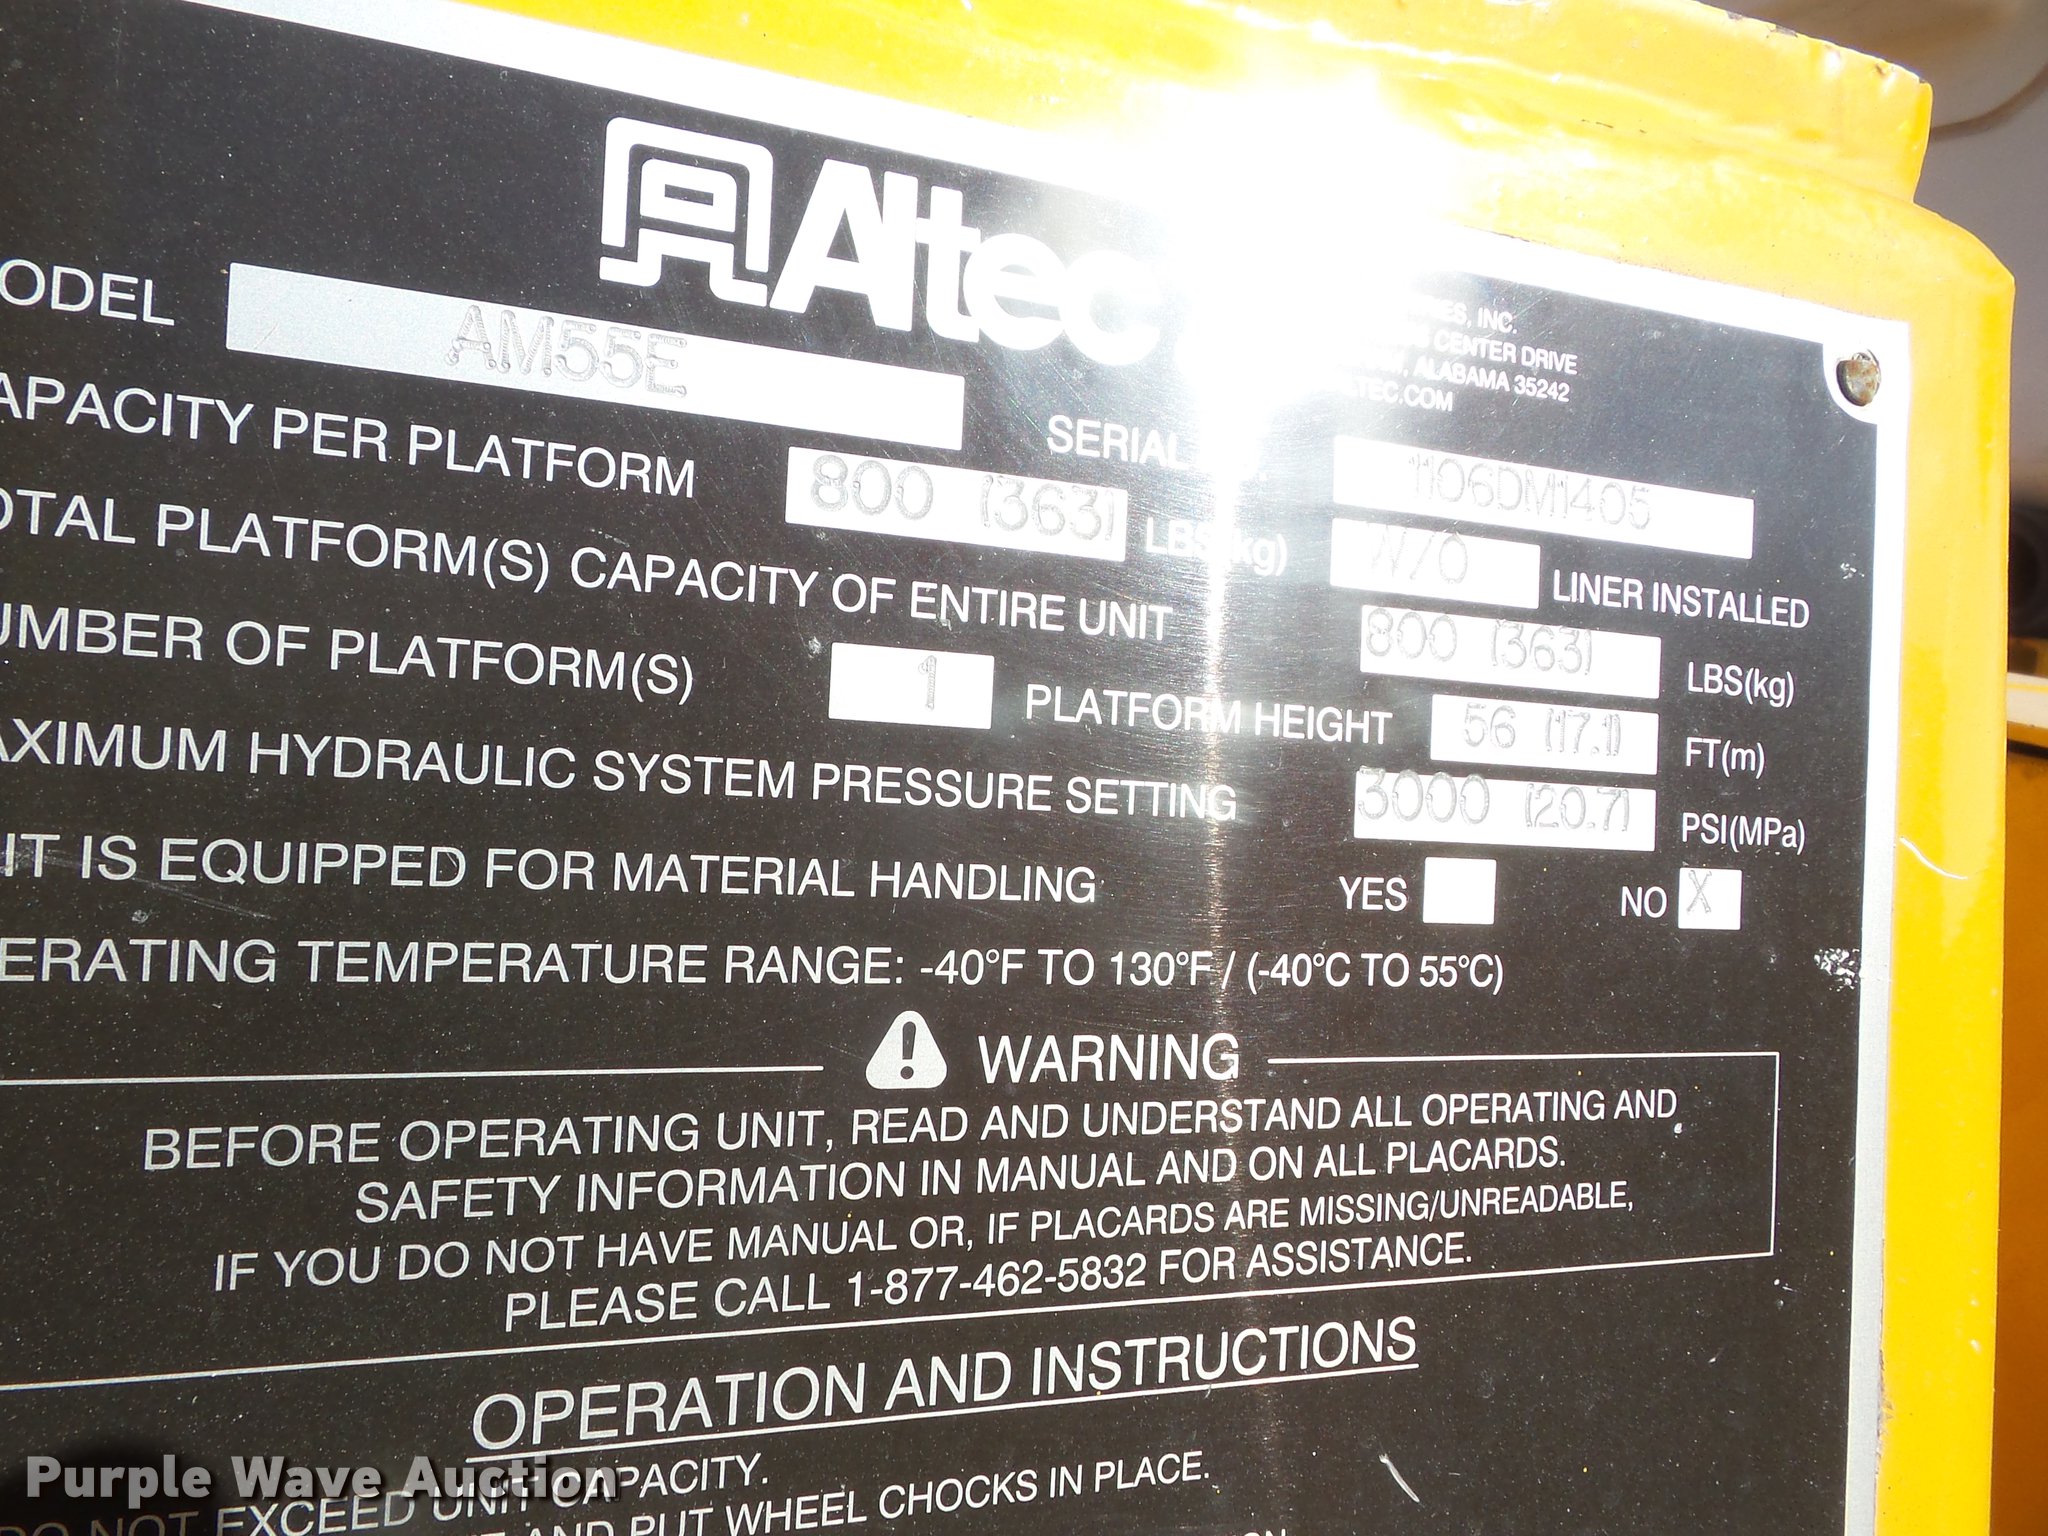 Altec
INC.
CENTER DRIVE
ALABAMA 35242
.COM
ODEL AM55E SERIAL 1106DM1405
APACITY PER PLATFORM 800 (363) LBS(kg) W/O LINER INSTALLED
OTAL PLATFORM(S) CAPACITY OF ENTIRE UNIT 800 (363) LBS(kg)
UMBER OF PLATFORM(S) 1 PLATFORM HEIGHT 56 (17.1) FT(m)
AXIMUM HYDRAULIC SYSTEM PRESSURE SETTING 3000 (20.7) PSI(MPa)
IT IS EQUIPPED FOR MATERIAL HANDLING YES NO X
ERATING TEMPERATURE RANGE: -40°F TO 130°F / (-40°C TO 55°C)
WARNING
BEFORE OPERATING UNIT, READ AND UNDERSTAND ALL OPERATING AND
SAFETY INFORMATION IN MANUAL AND ON ALL PLACARDS.
IF YOU DO NOT HAVE MANUAL OR, IF PLACARDS ARE MISSING/UNREADABLE,
PLEASE CALL 1-877-462-5832 FOR ASSISTANCE.
OPERATION AND INSTRUCTIONS
DO NOT EXCEED UNIT CAPACITY.
AND PUT WHEEL CHOCKS IN PLACE.
Purple Wave Auction